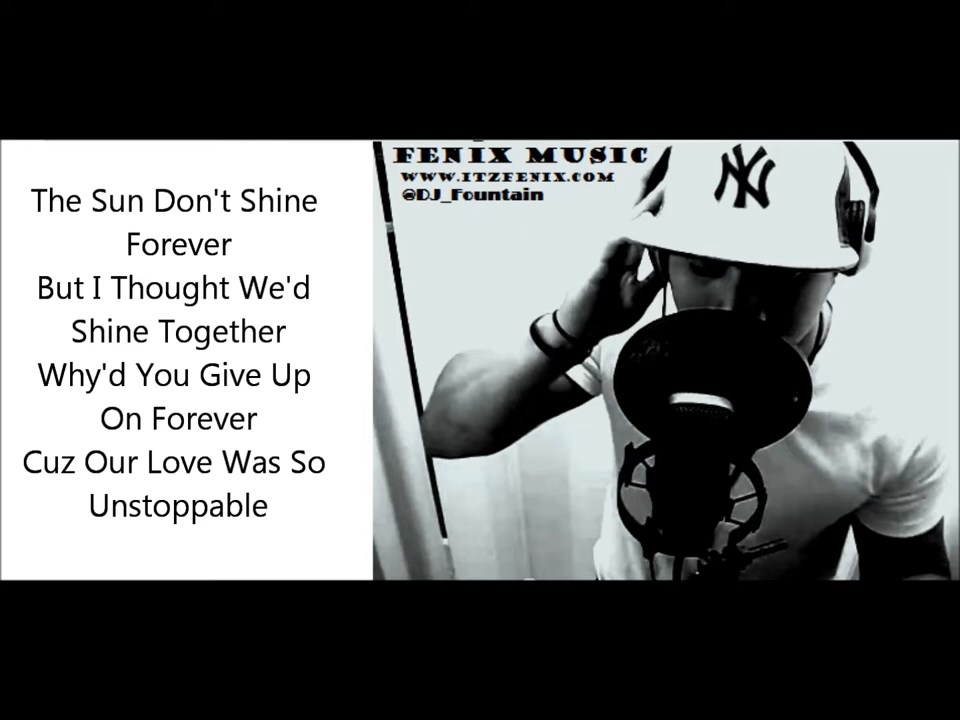 The Sun Don't Shine
Forever
But I Thought We'd
Shine Together
Why'd You Give Up
On Forever
Cuz Our Love Was So
Unstoppable
FENIX MUSIC
WWW.ITZFENIX.COM
@DJ_Fountain
NY